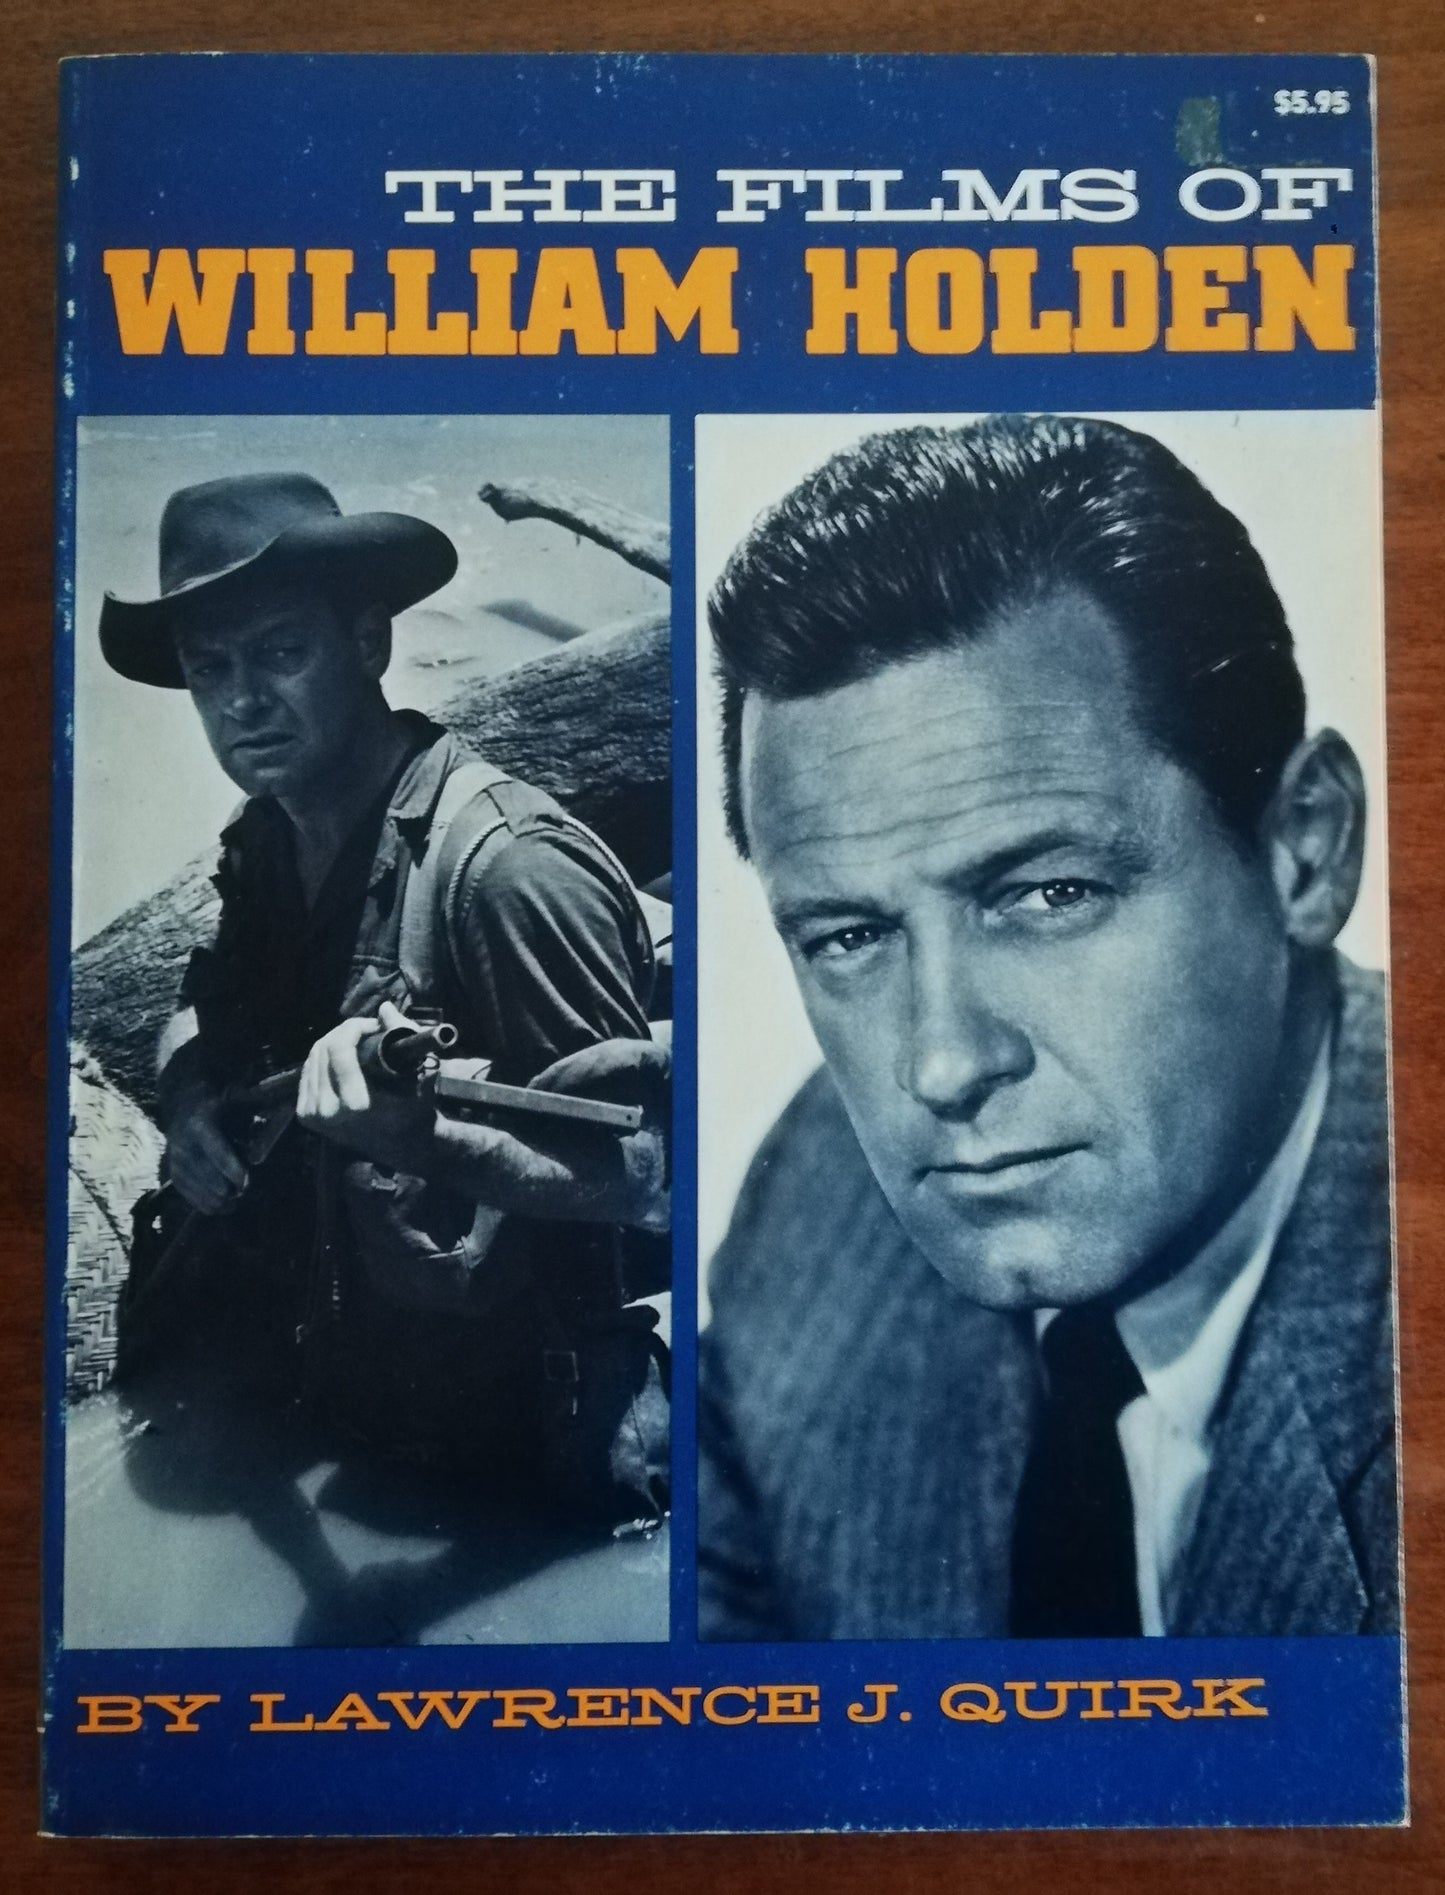 $5.95
THE FILMS OF
WILLIAM HOLDEN
BY LAWRENCE J. QUIRK